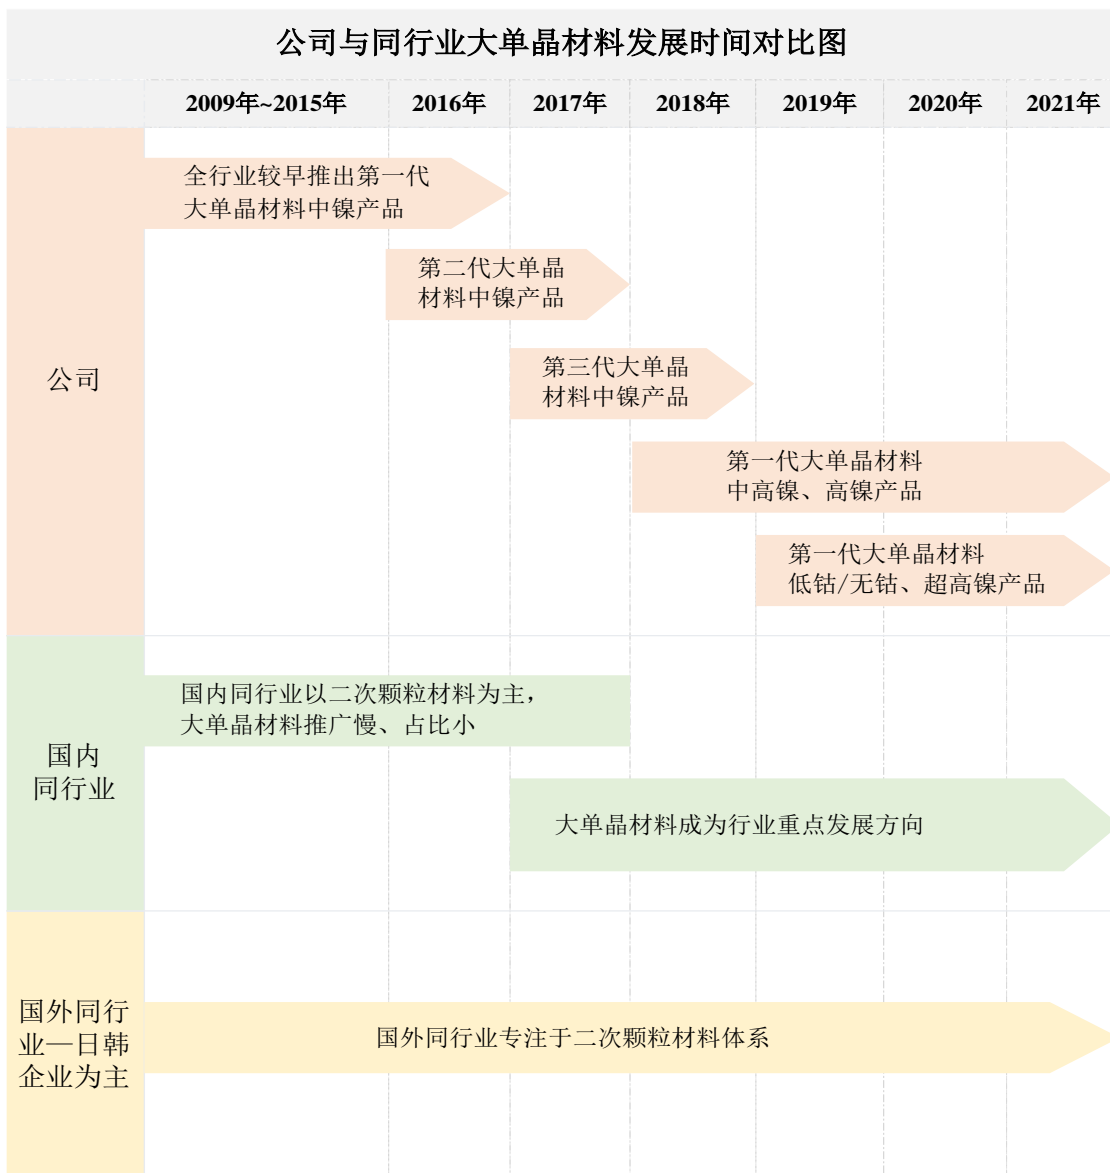 公司与同行业大单晶材料发展时间对比图
2009年~2015年 2016年 2017年 2018年 2019年 2020年 2021年
公司
全行业较早推出第一代
大单晶材料中镍产品
第二代大单晶
材料中镍产品
第三代大单晶
材料中镍产品
第一代大单晶材料
中高镍、高镍产品
第一代大单晶材料
低钴/无钴、超高镍产品
国内
同行业
国内同行业以二次颗粒材料为主，
大单晶材料推广慢、占比小
大单晶材料成为行业重点发展方向
国外同行
业—日韩
企业为主
国外同行业专注于二次颗粒材料体系